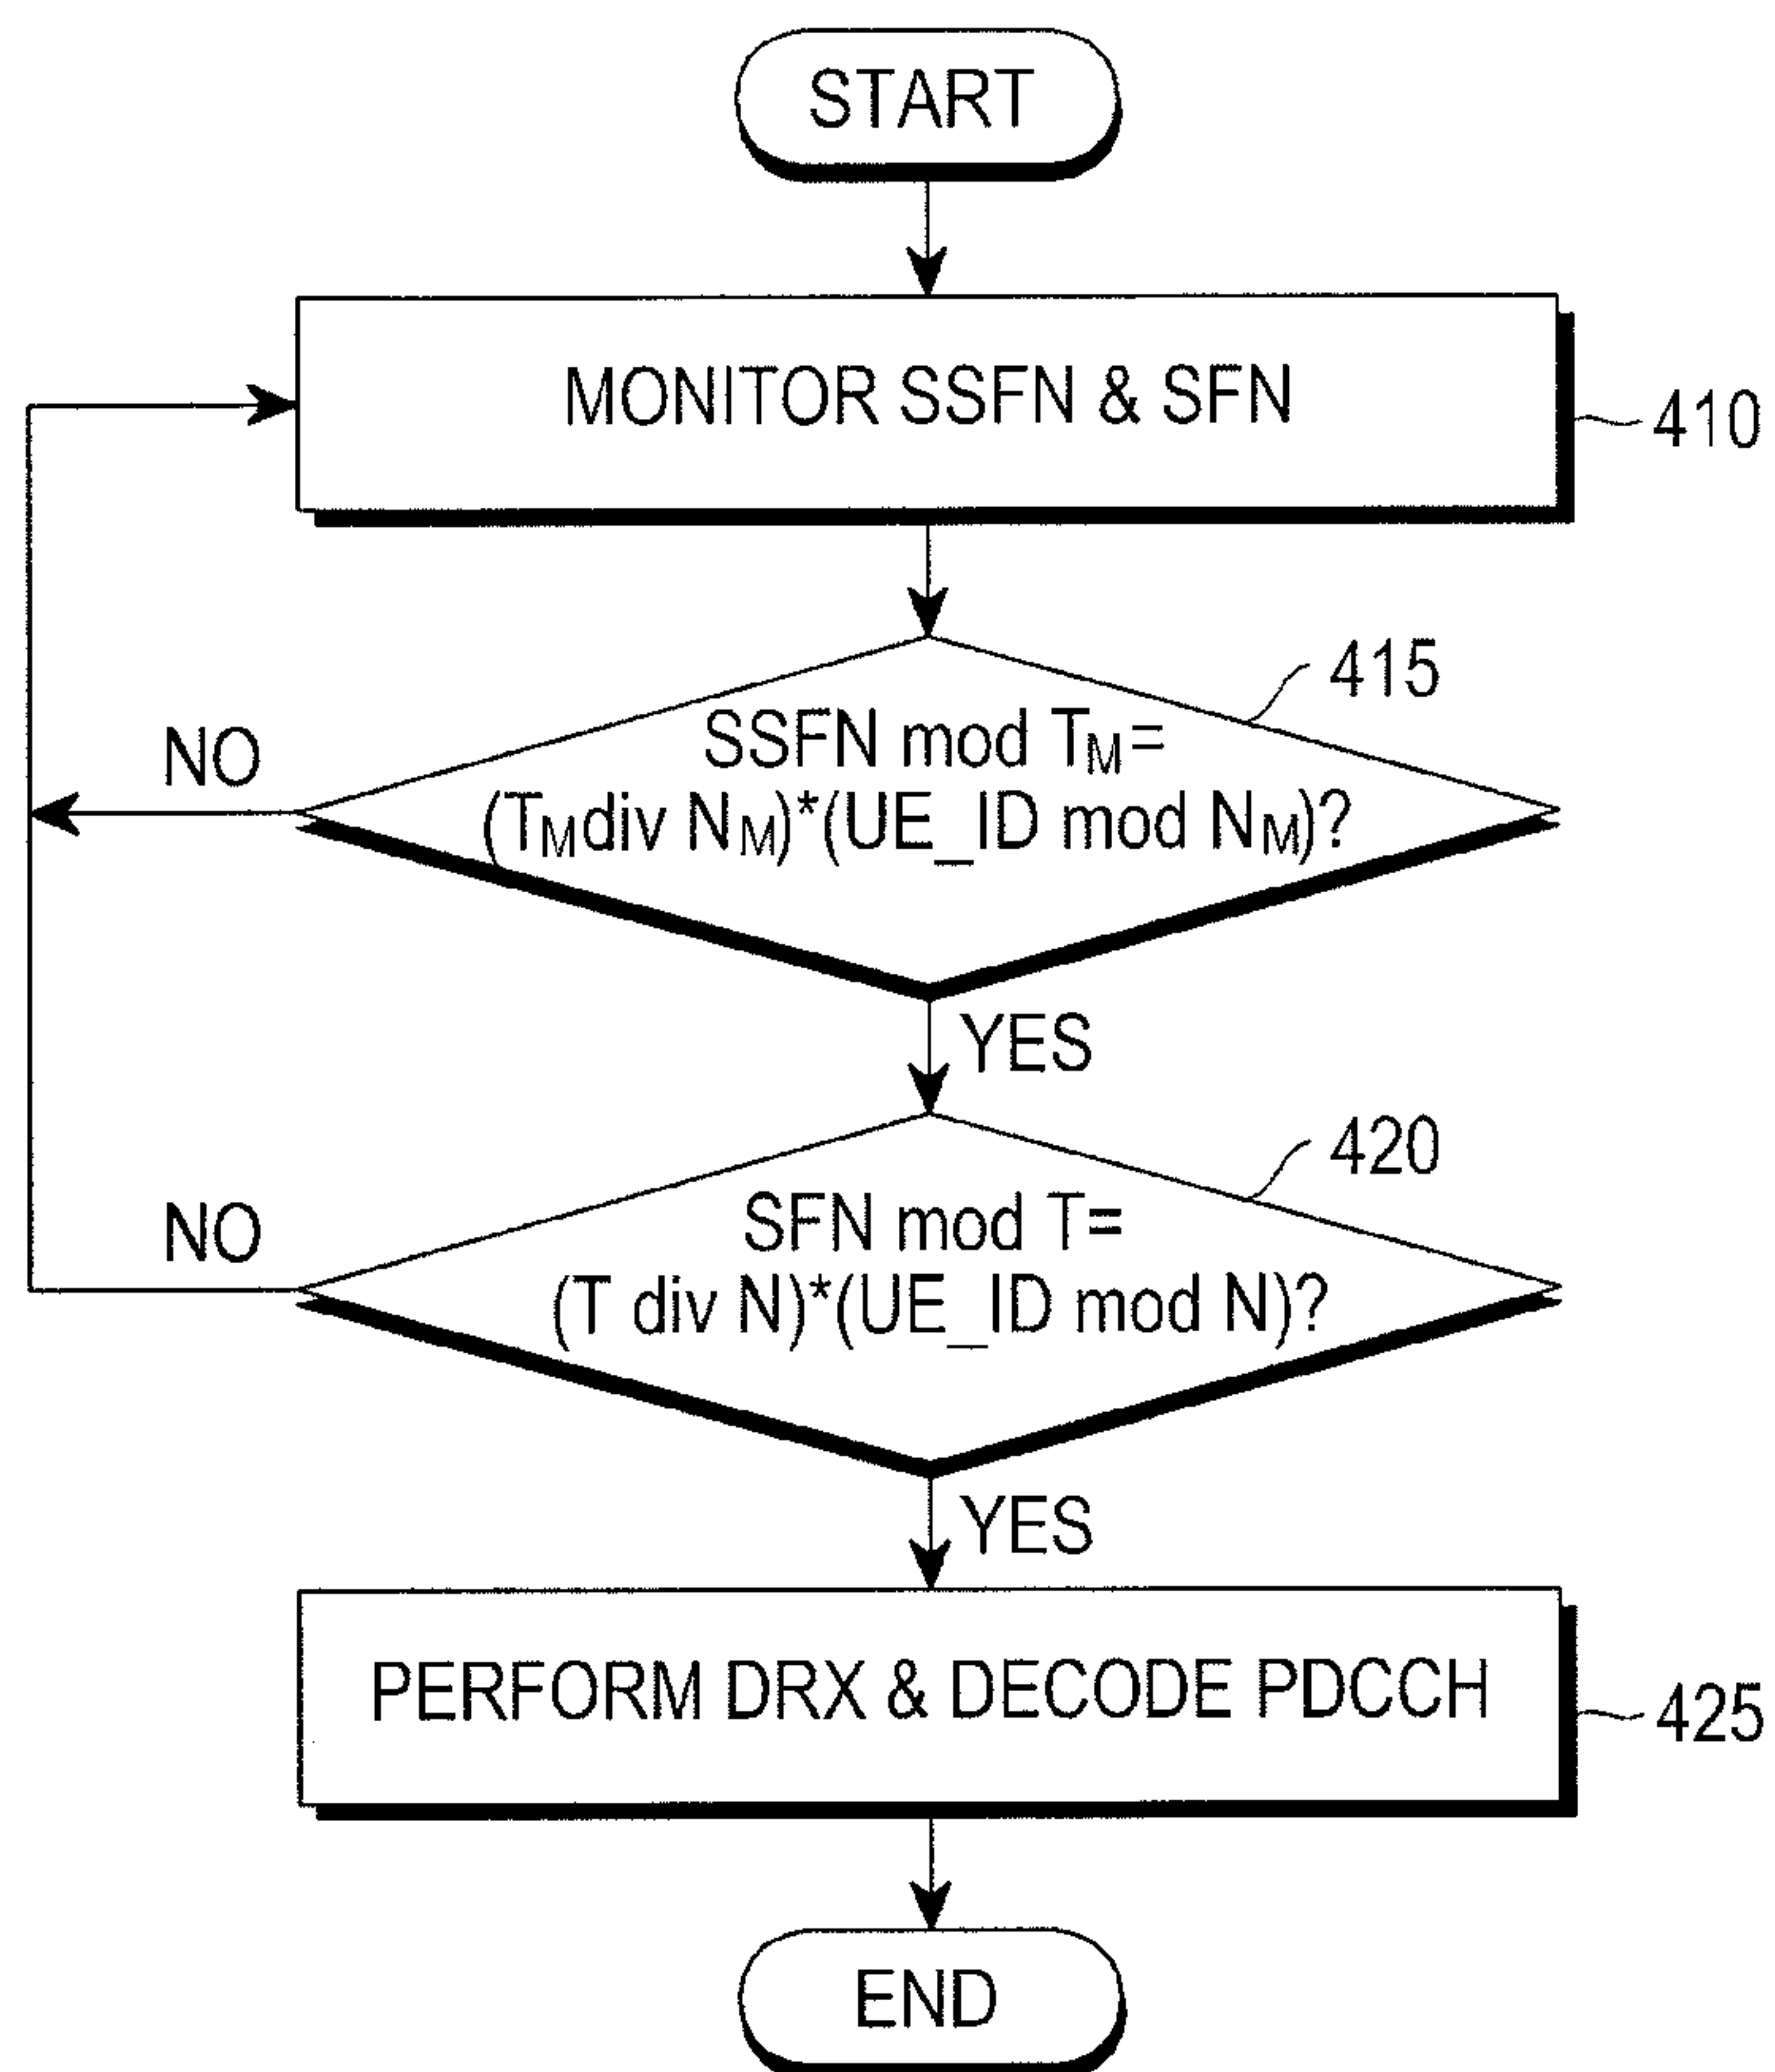 START
MONITOR SSFN & SFN
410
415
SSFN mod TM=
(TMdiv NM)*(UE_ID mod NM)?
NO
YES
420
SFN mod T=
(T div N)*(UE_ID mod N)?
NO
YES
PERFORM DRX & DECODE PDCCH
425
END